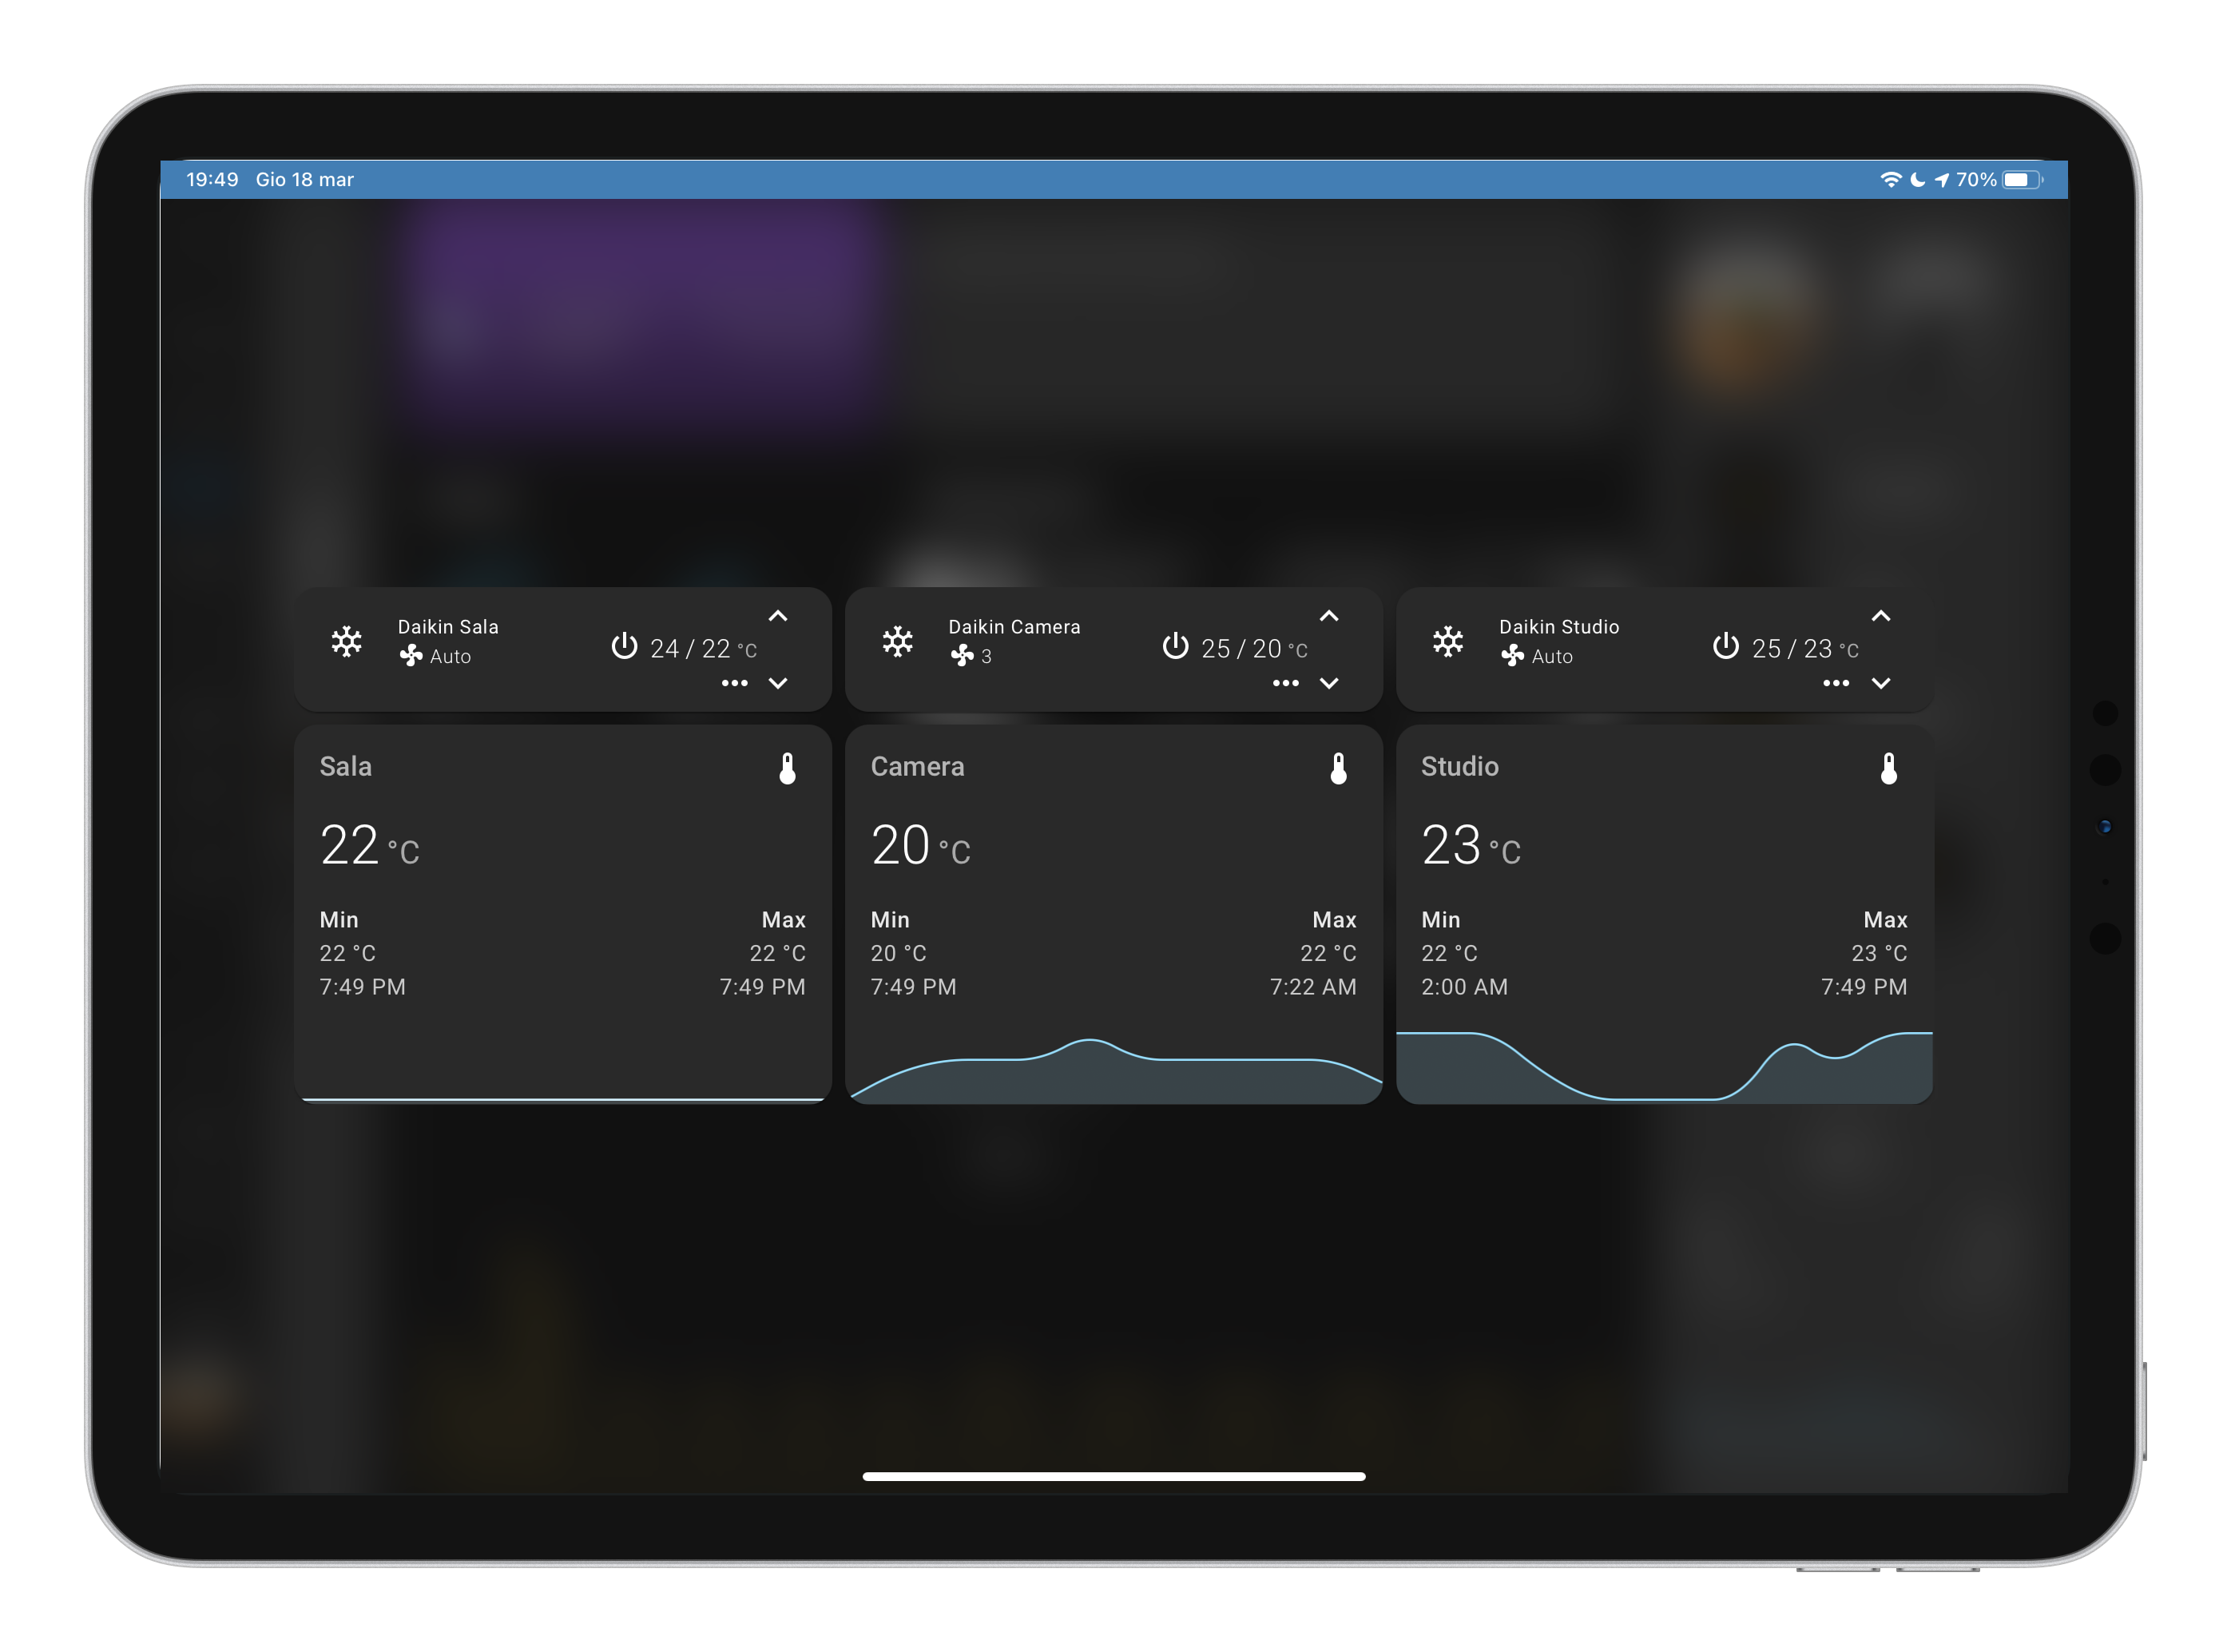 19:49 Gio 18 mar 70%
Daikin Sala
Auto
24 / 22 °C
Daikin Camera
3
25 / 20 °C
Daikin Studio
Auto
25 / 23 °C
Sala
22 °C
Min Max
22 °C 22 °C
7:49 PM 7:49 PM
Camera
20 °C
Min Max
20 °C 22 °C
7:49 PM 7:22 AM
Studio
23 °C
Min Max
22 °C 23 °C
2:00 AM 7:49 PM